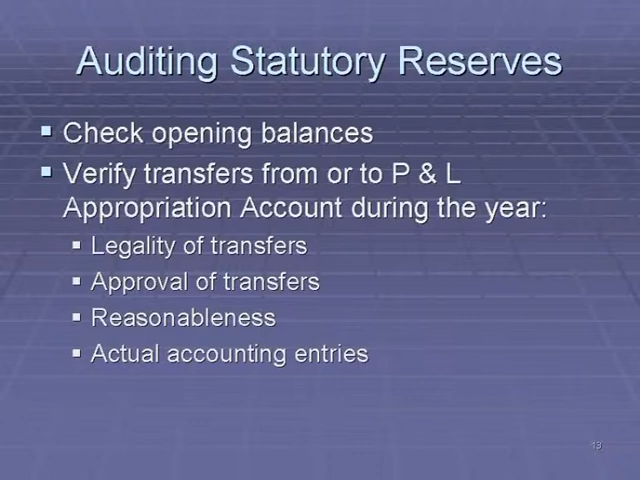 Auditing Statutory Reserves
▪ Check opening balances
▪ Verify transfers from or to P & L
Appropriation Account during the year:
▪ Legality of transfers
▪ Approval of transfers
▪ Reasonableness
▪ Actual accounting entries
13